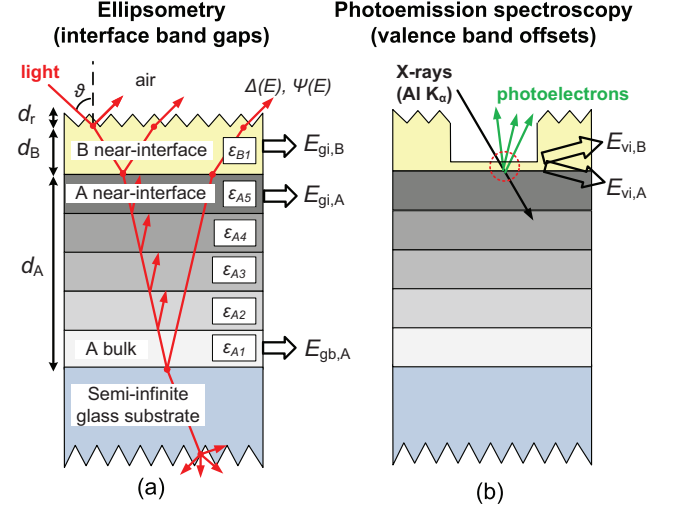 Ellipsometry
(interface band gaps)
Photoemission spectroscopy
(valence band offsets)
light
ϑ
air
Δ(E), Ψ(E)
d_r
d_B
B near-interface
ε_B1
E_gi,B
A near-interface
ε_A5
E_gi,A
ε_A4
d_A
ε_A3
ε_A2
A bulk
ε_A1
E_gb,A
Semi-infinite
glass substrate
(a)
X-rays
(Al K_α)
photoelectrons
E_vi,B
E_vi,A
(b)